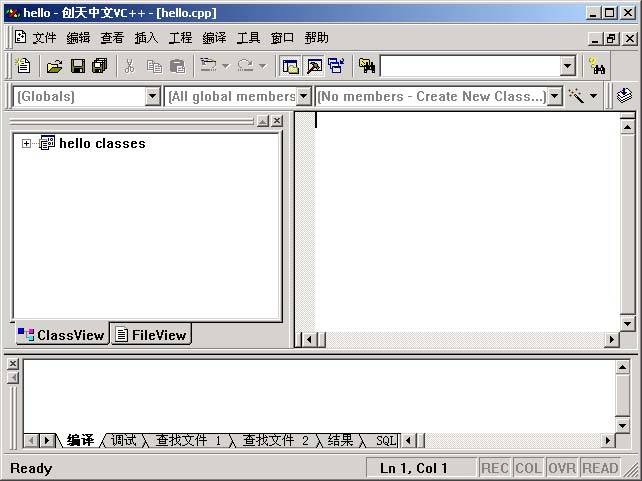 hello - 创天中文VC++ - [hello.cpp]
文件 编辑 查看 插入 工程 编译 工具 窗口 帮助
(Globals) (All global members (No members - Create New Class...)
hello classes
ClassView FileView
编译 调试 查找文件 1 查找文件 2 结果 SQL
Ready Ln 1, Col 1 REC COL OVR READ